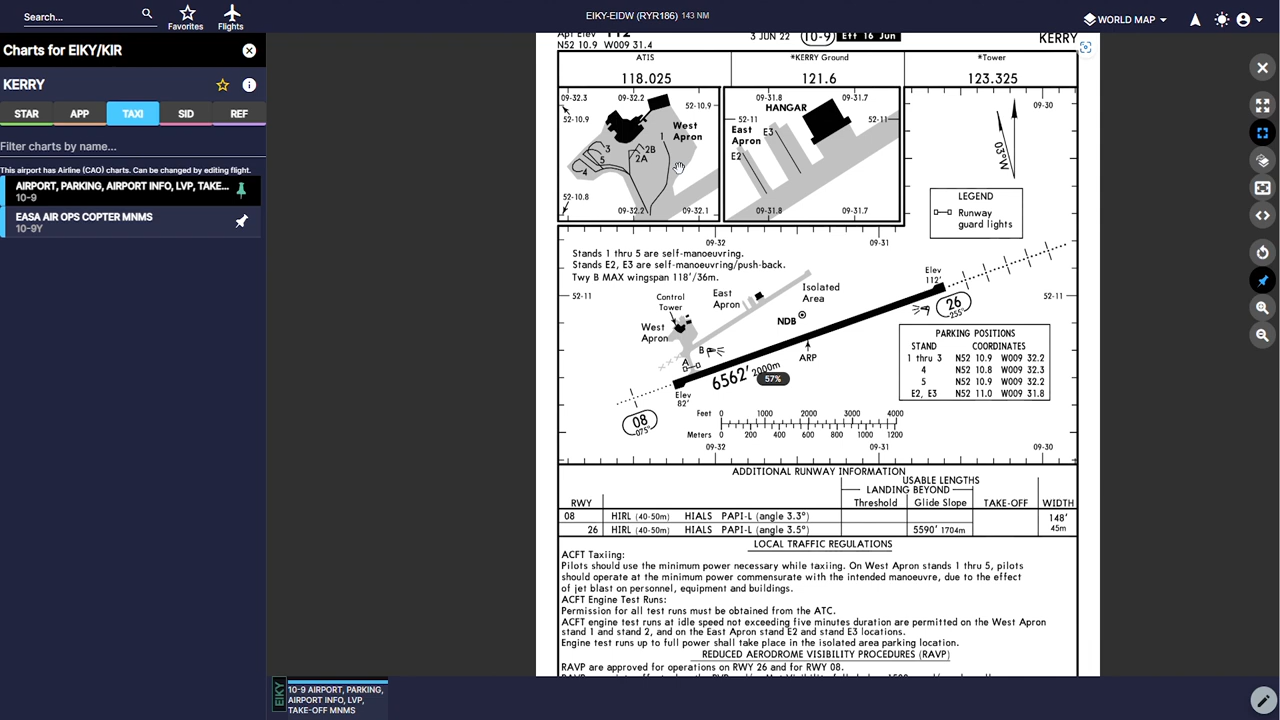 Search...
Favorites
Flights
EIKY-EIDW (RYR186) 143 NM
WORLD MAP
Charts for EIKY/KIR
KERRY
STAR
APP
TAXI
SID
REF
Filter charts by name...
This airport has Airline (CAO) charts. Can be changed by editing flight.
AIRPORT, PARKING, AIRPORT INFO, LVP, TAKE...
10-9
EASA AIR OPS COPTER MNMS
10-9Y
Apt Elev 112'
N52 10.9 W009 31.4
3 JUN 22
10-9
Eff 16 Jun
KERRY
ATIS
*KERRY Ground
*Tower
118.025
121.6
123.325
09-32.3
09-32.2
52-10.9
52-10.9
West
Apron
1
2B
2A
3
5
4
52-10.8
09-32.2
09-32.1
09-31.8
09-31.7
HANGAR
52-11
52-11
East
Apron
E3
E2
09-31.8
09-31.7
09-30
03°W
LEGEND
Runway
guard lights
09-32
09-31
Stands 1 thru 5 are self-manoeuvring.
Stands E2, E3 are self-manoeuvring/push-back.
Twy B MAX wingspan 118'/36m.
52-11
52-11
Control
Tower
East
Apron
Isolated
Area
West
Apron
NDB
Elev
112'
26
255°
A
B
ARP
6562' 2000m
57%
Elev
82'
08
075°
PARKING POSITIONS
STAND COORDINATES
1 thru 3 N52 10.9 W009 32.2
4 N52 10.8 W009 32.3
5 N52 10.9 W009 32.2
E2, E3 N52 11.0 W009 31.8
Feet 0 1000 2000 3000 4000
Meters 0 200 400 600 800 1000 1200
09-32
09-31
09-30
ADDITIONAL RUNWAY INFORMATION
USABLE LENGTHS
LANDING BEYOND
RWY Threshold Glide Slope TAKE-OFF WIDTH
08 HIRL (40-50m) HIALS PAPI-L (angle 3.3°)
26 HIRL (40-50m) HIALS PAPI-L (angle 3.5°) 5590' 1704m
148'
45m
LOCAL TRAFFIC REGULATIONS
ACFT Taxiing:
Pilots should use the minimum power necessary while taxiing. On West Apron stands 1 thru 5, pilots
should operate at the minimum power commensurate with the intended manoeuvre, due to the effect
of jet blast on personnel, equipment and buildings.
ACFT Engine Test Runs:
Permission for all test runs must be obtained from the ATC.
ACFT engine test runs at idle speed not exceeding five minutes duration are permitted on the West Apron
stand 1 and stand 2, and on the East Apron stand E2 and stand E3 locations.
Engine test runs up to full power shall take place in the isolated area parking location.
REDUCED AERODROME VISIBILITY PROCEDURES (RAVP)
RAVP are approved for operations on RWY 26 and for RWY 08.
EIKY
10-9 AIRPORT, PARKING,
AIRPORT INFO, LVP,
TAKE-OFF MNMS